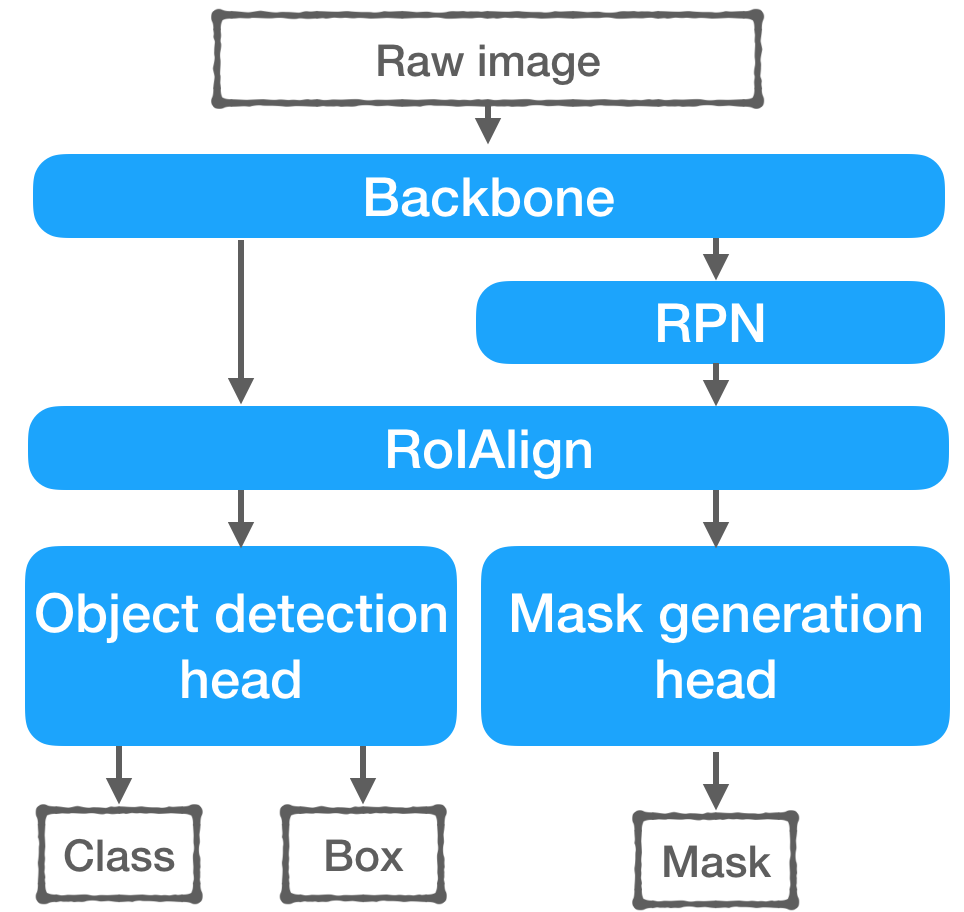 Raw image
Backbone
RPN
RoIAlign
Object detection
head
Mask generation
head
Class
Box
Mask